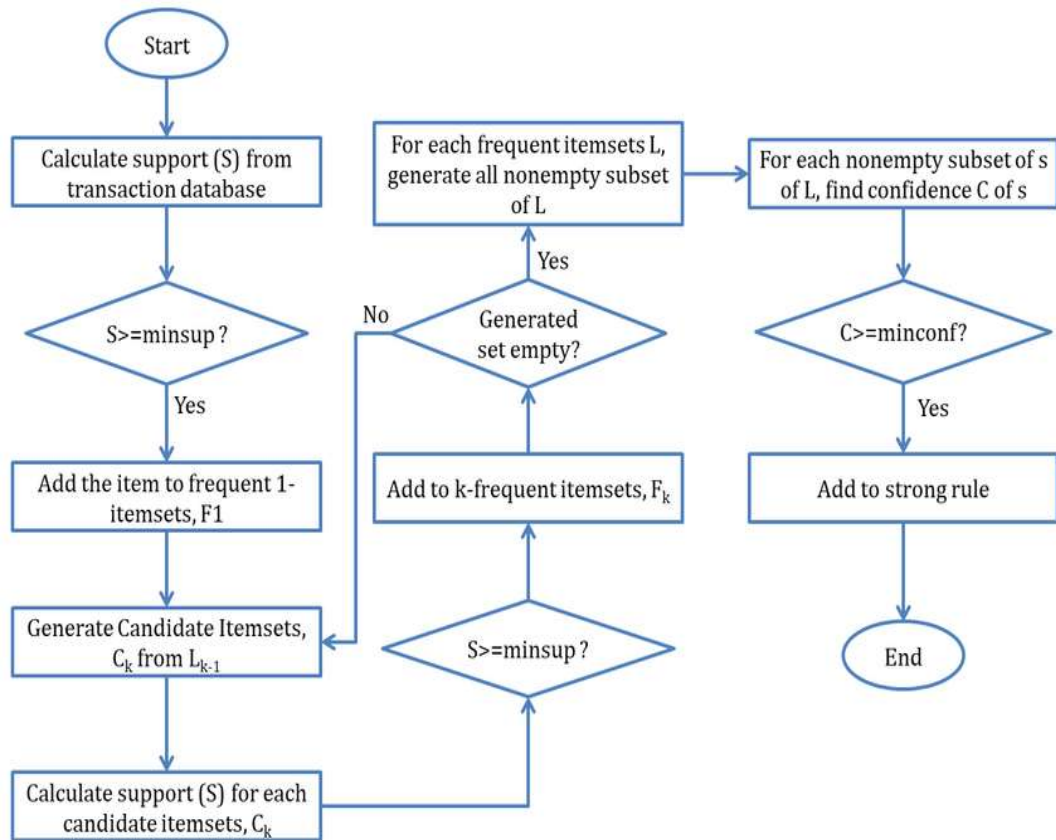 Start
Calculate support (S) from
transaction database
S>=minsup ?
Yes
Add the item to frequent 1-
itemsets, F1
Generate Candidate Itemsets,
Cₖ from Lₖ₋₁
Calculate support (S) for each
candidate itemsets, Cₖ
S>=minsup ?
Add to k-frequent itemsets, Fₖ
Generated
set empty?
No
Yes
For each frequent itemsets L,
generate all nonempty subset
of L
For each nonempty subset of s
of L, find confidence C of s
C>=minconf?
Yes
Add to strong rule
End